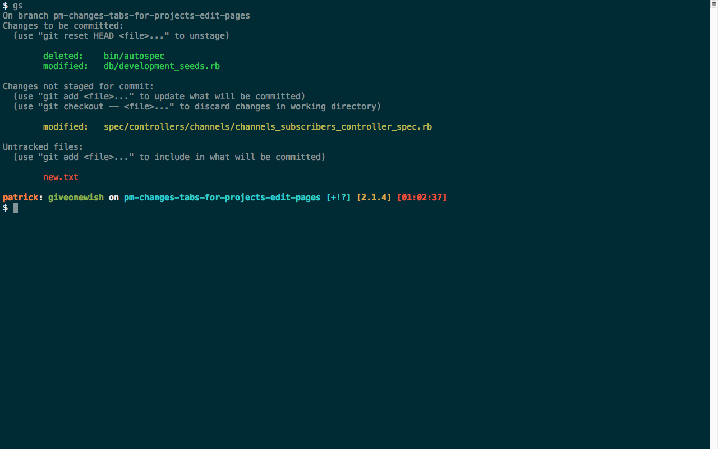 $ gs
On branch pm-changes-tabs-for-projects-edit-pages
Changes to be committed:
  (use "git reset HEAD <file>..." to unstage)
        deleted:    bin/autospec
        modified:   db/development_seeds.rb
Changes not staged for commit:
  (use "git add <file>..." to update what will be committed)
  (use "git checkout -- <file>..." to discard changes in working directory)
        modified:   spec/controllers/channels/channels_subscribers_controller_spec.rb
Untracked files:
  (use "git add <file>..." to include in what will be committed)
        new.txt
patrick: giveonewish on pm-changes-tabs-for-projects-edit-pages [+!?] [2.1.4] [01:02:37]
$